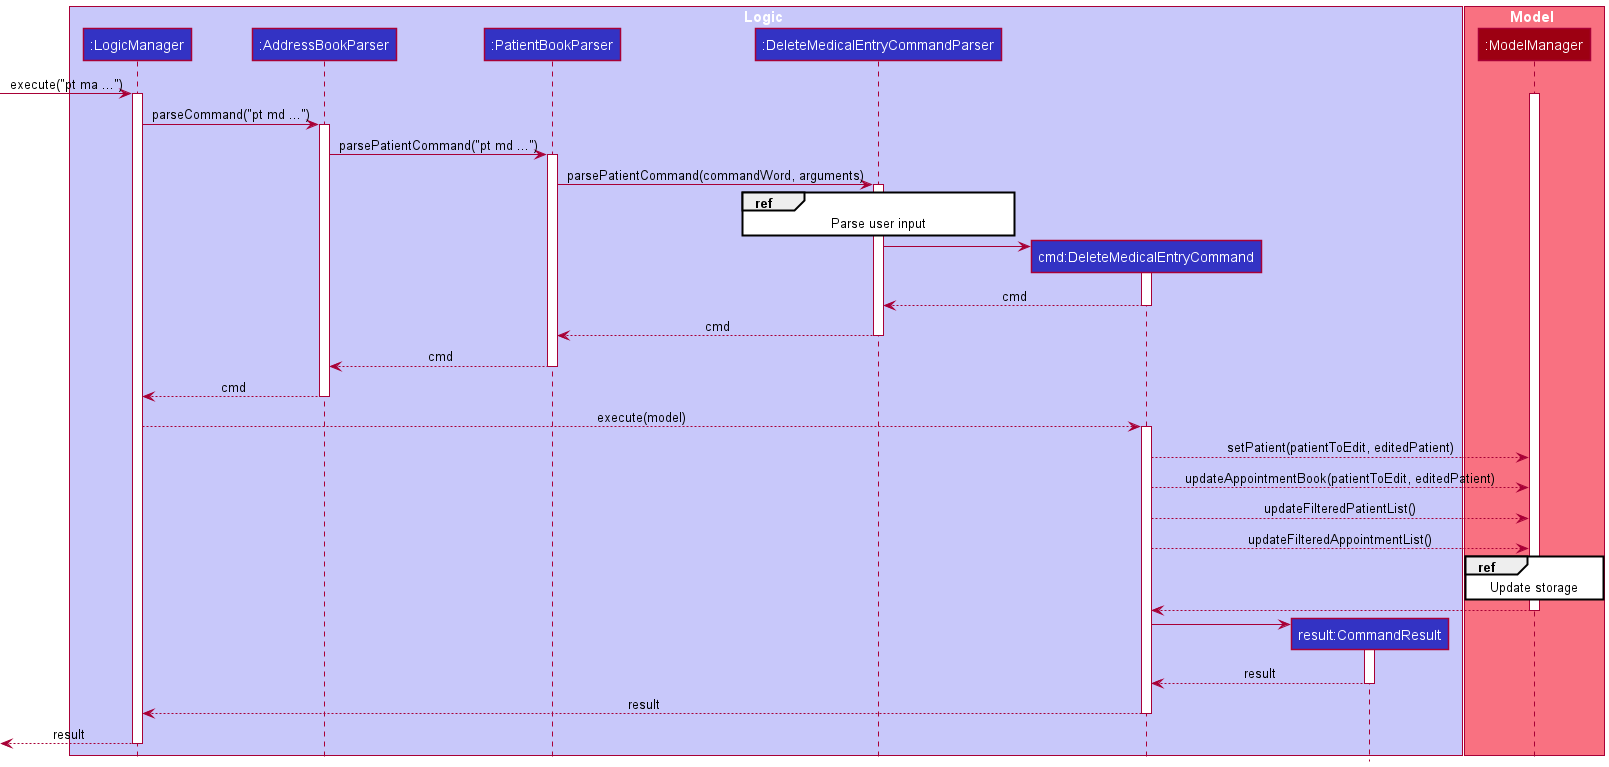 Logic
Model
:LogicManager
:AddressBookParser
:PatientBookParser
:DeleteMedicalEntryCommandParser
:ModelManager
execute("pt ma ...")
parseCommand("pt md ...")
parsePatientCommand("pt md ...")
parsePatientCommand(commandWord, arguments)
ref
Parse user input
cmd:DeleteMedicalEntryCommand
cmd
cmd
cmd
cmd
execute(model)
setPatient(patientToEdit, editedPatient)
updateAppointmentBook(patientToEdit, editedPatient)
updateFilteredPatientList()
updateFilteredAppointmentList()
ref
Update storage
result:CommandResult
result
result
result